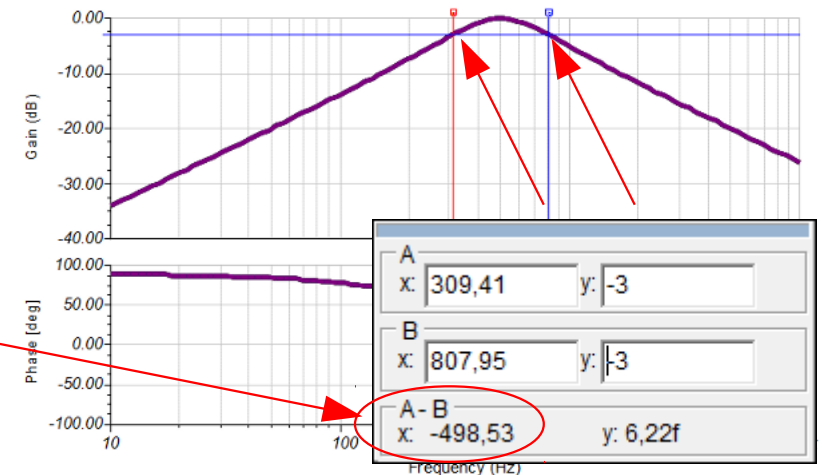 0.00
-10.00
-20.00
-30.00
-40.00
Gain (dB)
100.00
50.00
0.00
-50.00
-100.00
Phase [deg]
10
100
Frequency (Hz)
A
x: 309,41 y: -3
B
x: 807,95 y: -3
A - B
x: -498,53 y: 6,22f